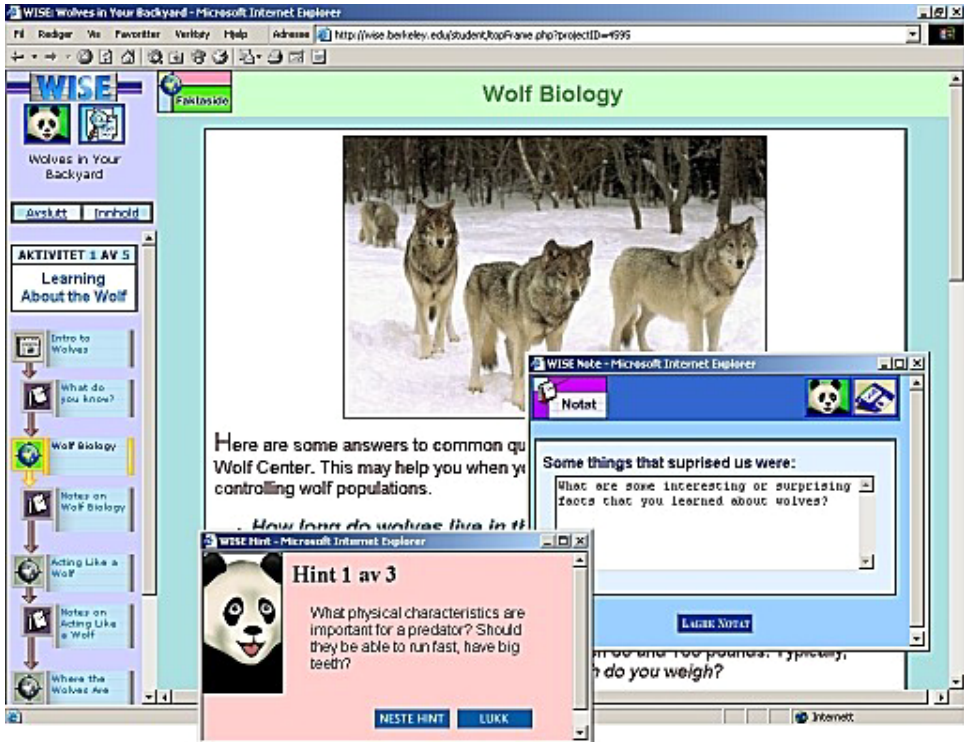 WISE: Wolves in Your Backyard - Microsoft Internet Explorer
Fil Rediger Vis Favoritter Verktøy Hjelp Adresse http://wise.berkeley.edu/student/topFrame.php?projectID=4595
WISE
Wolves in Your
Backyard
Avslutt Innhold
AKTIVITET 1 AV 5
Learning
About the Wolf
Intro to
Wolves
What do
you know?
Wolf Biology
Notes on
Wolf Biology
Acting Like a
Wolf
Notes on
Acting Like
a Wolf
Where the
Wolves Are
Faktaside
Wolf Biology
Here are some answers to common qu
Wolf Center. This may help you when y
controlling wolf populations.
How long do wolves live in th
and 100 pounds. Typically,
h do you weigh?
WISE Note - Microsoft Internet Explorer
Notat
Some things that suprised us were:
What are some interesting or surprising
facts that you learned about wolves?
LAGRE NOTAT
WISE Hint - Microsoft Internet Explorer
Hint 1 av 3
What physical characteristics are
important for a predator? Should
they be able to run fast, have big
teeth?
NESTE HINT LUKK
Internett